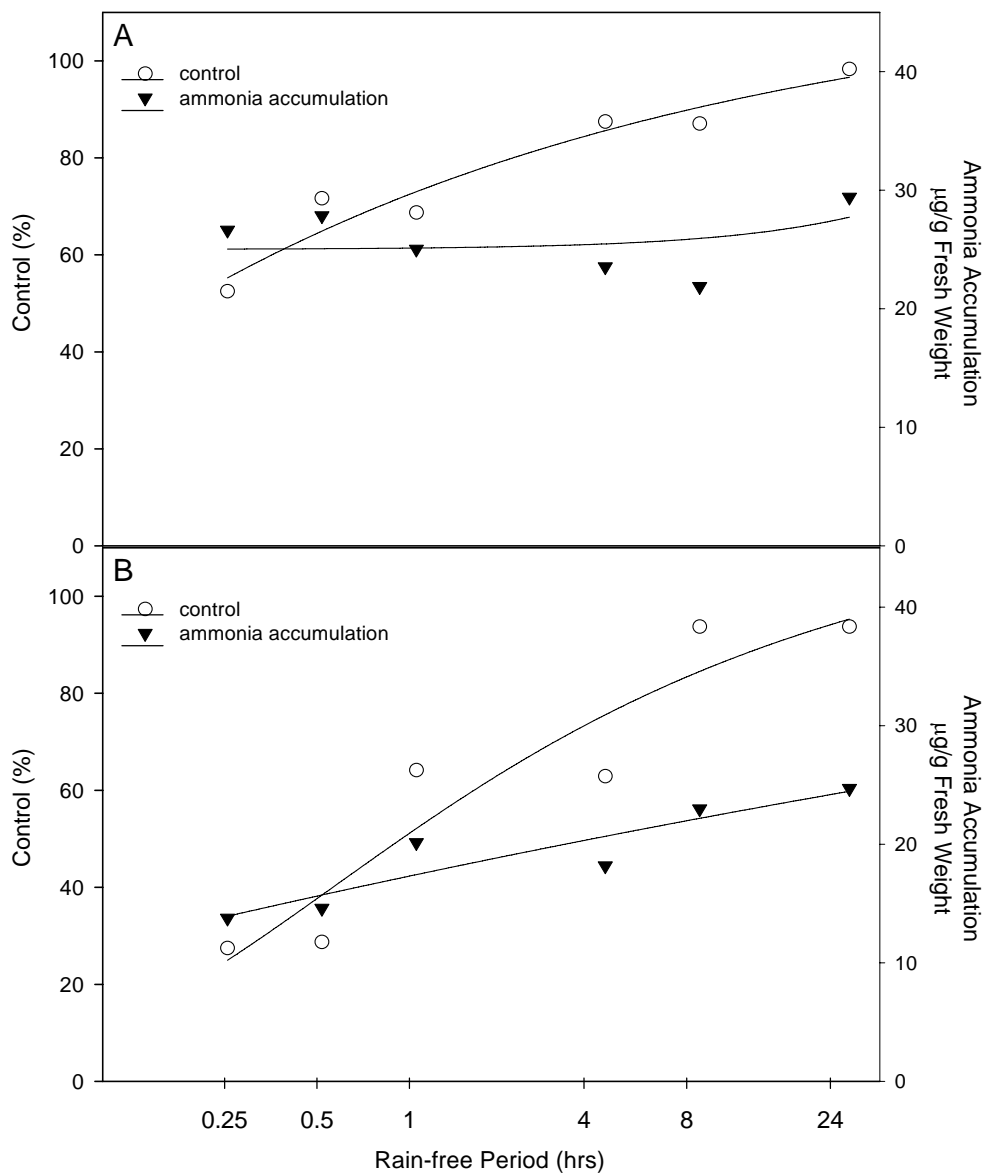 A
control
ammonia accumulation
100
80
60
40
20
0
Control (%)
40
30
20
10
0
Ammonia Accumulation
µg/g Fresh Weight
B
control
ammonia accumulation
100
80
60
40
20
0
Control (%)
40
30
20
10
0
Ammonia Accumulation
µg/g Fresh Weight
0.25 0.5 1 4 8 24
Rain-free Period (hrs)